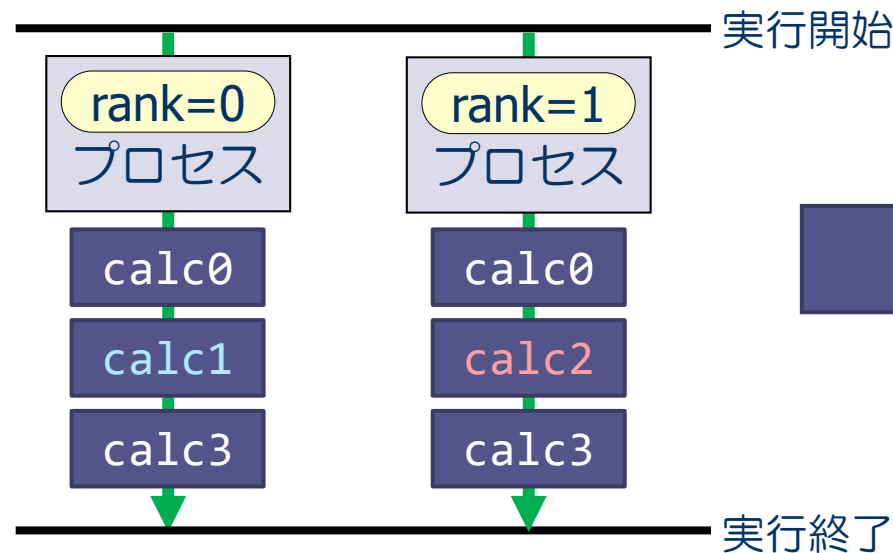 実行開始
rank=0
プロセス
rank=1
プロセス
calc0
calc0
calc1
calc2
calc3
calc3
実行終了